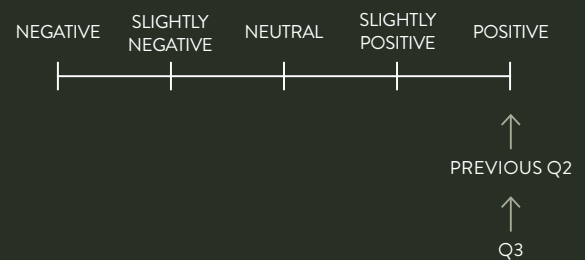 NEGATIVE
SLIGHTLY
NEGATIVE
NEUTRAL
SLIGHTLY
POSITIVE
POSITIVE
PREVIOUS Q2
Q3